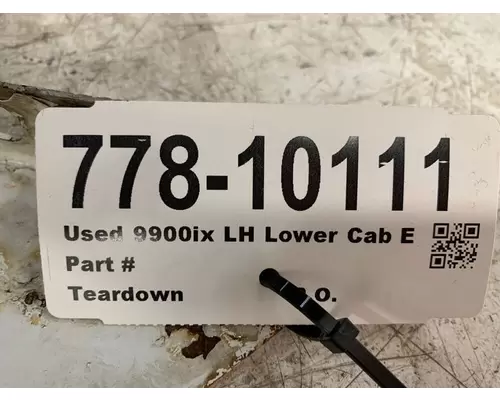 778-10111
Used 9900ix LH Lower Cab E
Part #
Teardown O.